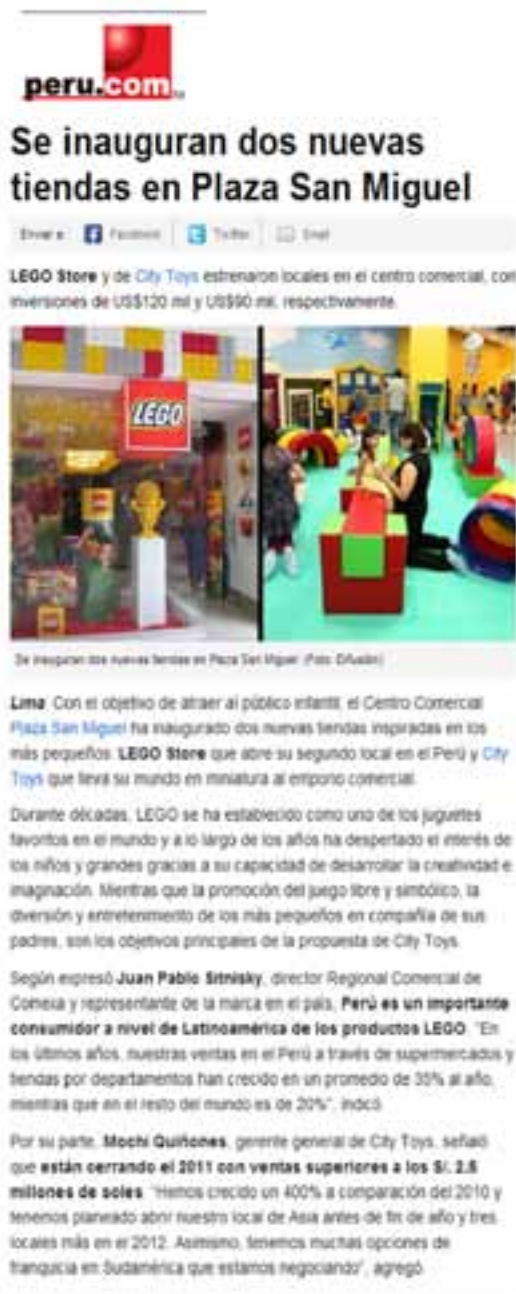 peru.com
Se inauguran dos nuevas
tiendas en Plaza San Miguel
Enviar a: Facebook Twitter Email
LEGO Store y de City Toys estrenaron locales en el centro comercial, con
inversiones de US$120 mil y US$90 mil, respectivamente.
LEGO
Se inauguran dos nuevas tiendas en Plaza San Miguel. (Foto: Difusión)
Lima. Con el objetivo de atraer al público infantil, el Centro Comercial
Plaza San Miguel ha inaugurado dos nuevas tiendas inspiradas en los
más pequeños: LEGO Store que abre su segundo local en el Perú y City
Toys que lleva su mundo en miniatura al emporio comercial.
Durante décadas, LEGO se ha establecido como uno de los juguetes
favoritos en el mundo y a lo largo de los años ha despertado el interés de
los niños y grandes gracias a su capacidad de desarrollar la creatividad e
imaginación. Mientras que la promoción del juego libre y simbólico, la
diversión y entretenimiento de los más pequeños en compañía de sus
padres, son los objetivos principales de la propuesta de City Toys.
Según expresó Juan Pablo Sitnisky, director Regional Comercial de
Comexa y representante de la marca en el país, Perú es un importante
consumidor a nivel de Latinoamérica de los productos LEGO. "En
los últimos años, nuestras ventas en el Perú a través de supermercados y
tiendas por departamentos han crecido en un promedio de 35% al año,
mientras que en el resto del mundo es de 20%", indicó.
Por su parte, Mochi Quiñones, gerente general de City Toys, señaló
que están cerrando el 2011 con ventas superiores a los S/. 2.5
millones de soles. "Hemos crecido un 400% a comparación del 2010 y
tenemos planeado abrir nuestro local de Asia antes de fin de año y tres
locales más en el 2012. Asimismo, tenemos muchas opciones de
franquicia en Sudamérica que estamos negociando", agregó.